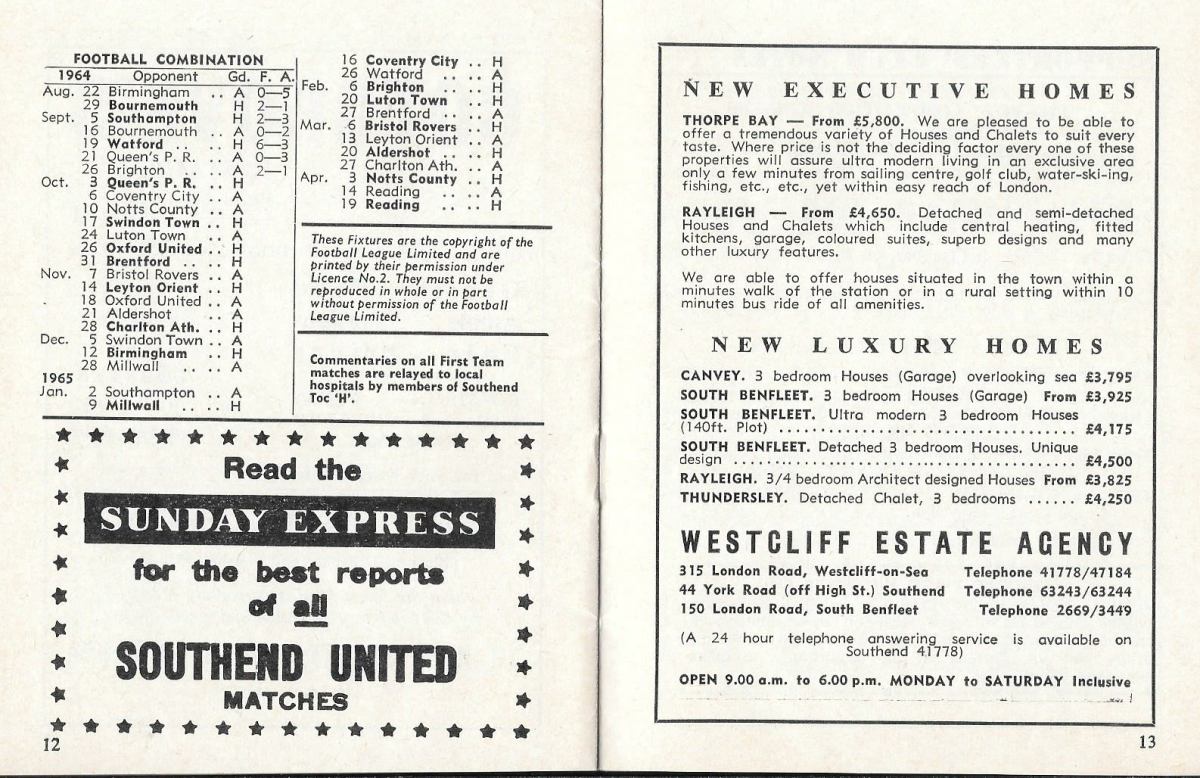 FOOTBALL COMBINATION
1964 Opponent Gd. F. A.
Aug. 22 Birmingham .. A 0—5
29 Bournemouth H 2—1
Sept. 5 Southampton H 2—3
16 Bournemouth .. A 0—2
19 Watford .. .. H 6—3
21 Queen's P. R. A 0—3
26 Brighton .. .. A 2—1
Oct. 3 Queen's P. R. H
6 Coventry City .. A
10 Notts County .. A
17 Swindon Town .. H
24 Luton Town .. A
26 Oxford United .. H
31 Brentford .. .. H
Nov. 7 Bristol Rovers .. A
14 Leyton Orient .. H
18 Oxford United .. A
21 Aldershot .. A
28 Charlton Ath. .. H
Dec. 5 Swindon Town .. A
12 Birmingham .. H
28 Millwall .. .. A
1965
Jan. 2 Southampton .. A
9 Millwall .. .. H
16 Coventry City .. H
26 Watford .. .. A
Feb. 6 Brighton .. .. H
20 Luton Town .. H
27 Brentford .. .. A
Mar. 6 Bristol Rovers .. H
13 Leyton Orient .. A
20 Aldershot .. .. H
27 Charlton Ath. .. A
Apr. 3 Notts County .. H
14 Reading .. .. A
19 Reading .. .. H
These Fixtures are the copyright of the
Football League Limited and are
printed by their permission under
Licence No.2. They must not be
reproduced in whole or in part
without permission of the Football
League Limited.
Commentaries on all First Team
matches are relayed to local
hospitals by members of Southend
Toc 'H'.
Read the
SUNDAY EXPRESS
for the best reports
of all
SOUTHEND UNITED
MATCHES
12
NEW EXECUTIVE HOMES
THORPE BAY — From £5,800. We are pleased to be able to
offer a tremendous variety of Houses and Chalets to suit every
taste. Where price is not the deciding factor every one of these
properties will assure ultra modern living in an exclusive area
only a few minutes from sailing centre, golf club, water-ski-ing,
fishing, etc., etc., yet within easy reach of London.
RAYLEIGH — From £4,650. Detached and semi-detached
Houses and Chalets which include central heating, fitted
kitchens, garage, coloured suites, superb designs and many
other luxury features.
We are able to offer houses situated in the town within a
minutes walk of the station or in a rural setting within 10
minutes bus ride of all amenities.
NEW LUXURY HOMES
CANVEY. 3 bedroom Houses (Garage) overlooking sea £3,795
SOUTH BENFLEET. 3 bedroom Houses (Garage) From £3,925
SOUTH BENFLEET. Ultra modern 3 bedroom Houses
(140ft. Plot) .................................... £4,175
SOUTH BENFLEET. Detached 3 bedroom Houses. Unique
design .......................................... £4,500
RAYLEIGH. 3/4 bedroom Architect designed Houses From £3,825
THUNDERSLEY. Detached Chalet, 3 bedrooms ...... £4,250
WESTCLIFF ESTATE AGENCY
315 London Road, Westcliff-on-Sea Telephone 41778/47184
44 York Road (off High St.) Southend Telephone 63243/63244
150 London Road, South Benfleet Telephone 2669/3449
(A 24 hour telephone answering service is available on
Southend 41778)
OPEN 9.00 a.m. to 6.00 p.m. MONDAY to SATURDAY Inclusive
13